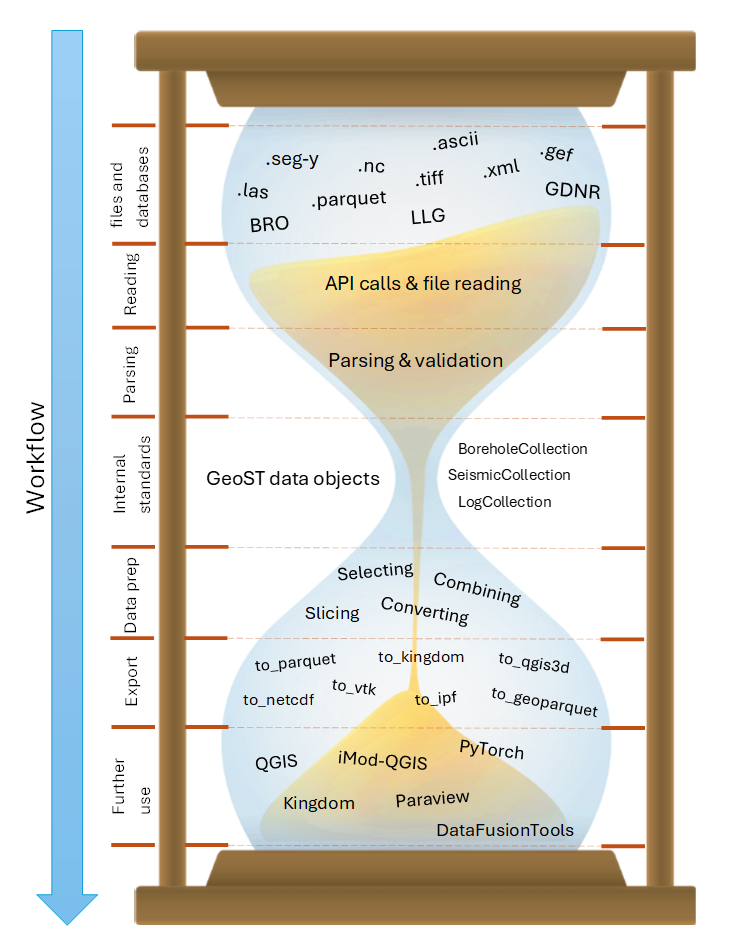 Workflow
files and
databases
.seg-y
.nc
.ascii
.gef
.las
.parquet
.tiff
.xml
GDNR
BRO
LLG
Reading
API calls & file reading
Parsing
Parsing & validation
Internal
standards
GeoST data objects
BoreholeCollection
SeismicCollection
LogCollection
Data prep
Selecting
Combining
Slicing
Converting
Export
to_parquet
to_kingdom
to_qgis3d
to_netcdf
to_vtk
to_ipf
to_geoparquet
Further
use
QGIS
iMod-QGIS
PyTorch
Kingdom
Paraview
DataFusionTools